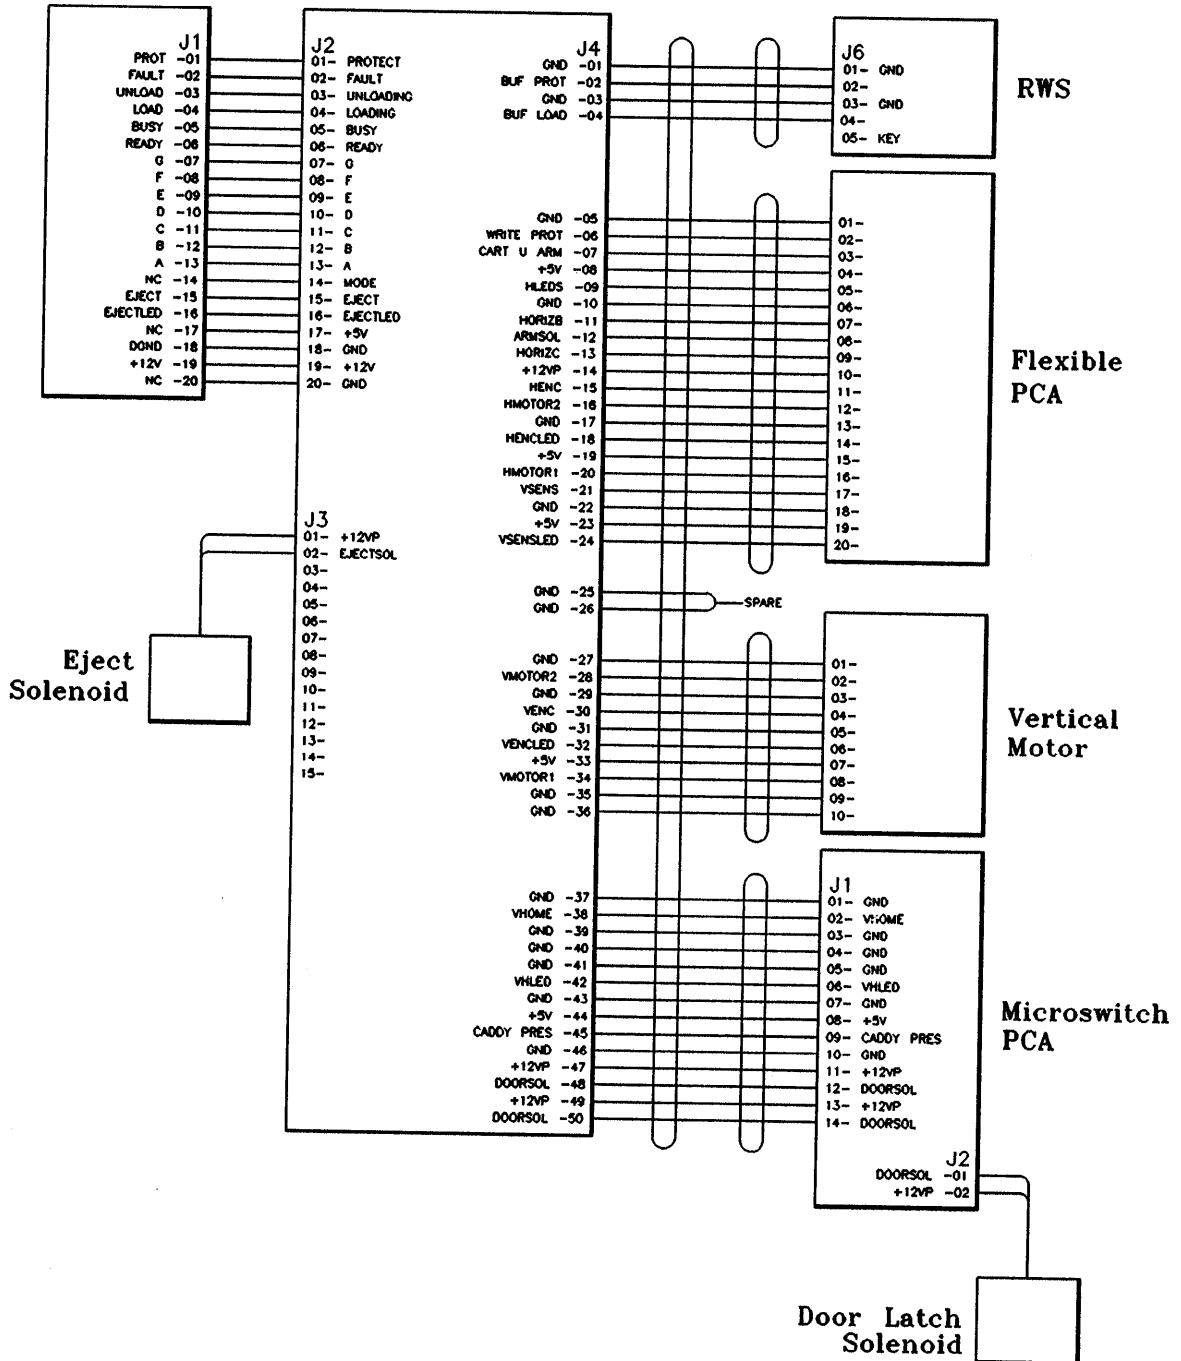 J1
PROT -01
FAULT -02
UNLOAD -03
LOAD -04
BUSY -05
READY -06
G -07
F -08
E -09
D -10
C -11
B -12
A -13
NC -14
EJECT -15
EJECTLED -16
NC -17
DGND -18
+12V -19
NC -20
J2
01- PROTECT
02- FAULT
03- UNLOADING
04- LOADING
05- BUSY
06- READY
07- G
08- F
09- E
10- D
11- C
12- B
13- A
14- MODE
15- EJECT
16- EJECTLED
17- +5V
18- GND
19- +12V
20- GND
J3
01- +12VP
02- EJECTSOL
03-
04-
05-
06-
07-
08-
09-
10-
11-
12-
13-
14-
15-
Eject
Solenoid
J4
GND -01
BUF PROT -02
GND -03
BUF LOAD -04
GND -05
WRITE PROT -06
CART U ARM -07
+5V -08
HLEDS -09
GND -10
HORIZB -11
ARMSOL -12
HORIZC -13
+12VP -14
HENC -15
HMOTOR2 -16
GND -17
HENCLED -18
+5V -19
HMOTOR1 -20
VSENS -21
GND -22
+5V -23
VSENSLED -24
GND -25
GND -26
SPARE
GND -27
VMOTOR2 -28
GND -29
VENC -30
GND -31
VENCLED -32
+5V -33
VMOTOR1 -34
GND -35
GND -36
GND -37
VHOME -38
GND -39
GND -40
GND -41
VHLED -42
GND -43
+5V -44
CADDY PRES -45
GND -46
+12VP -47
DOORSOL -48
+12VP -49
DOORSOL -50
J6
01- GND
02-
03- GND
04-
05- KEY
RWS
01-
02-
03-
04-
05-
06-
07-
08-
09-
10-
11-
12-
13-
14-
15-
16-
17-
18-
19-
20-
Flexible
PCA
01-
02-
03-
04-
05-
06-
07-
08-
09-
10-
Vertical
Motor
J1
01- GND
02- VHOME
03- GND
04- GND
05- GND
06- VHLED
07- GND
08- +5V
09- CADDY PRES
10- GND
11- +12VP
12- DOORSOL
13- +12VP
14- DOORSOL
Microswitch
PCA
J2
DOORSOL -01
+12VP -02
Door Latch
Solenoid